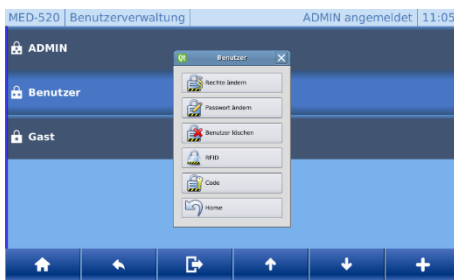 MED-520 Benutzerverwaltung ADMIN angemeldet 11:05
ADMIN
Benutzer
Gast
Qt Benutzer
Rechte ändern
Passwort ändern
Benutzer löschen
RFID
Code
Home